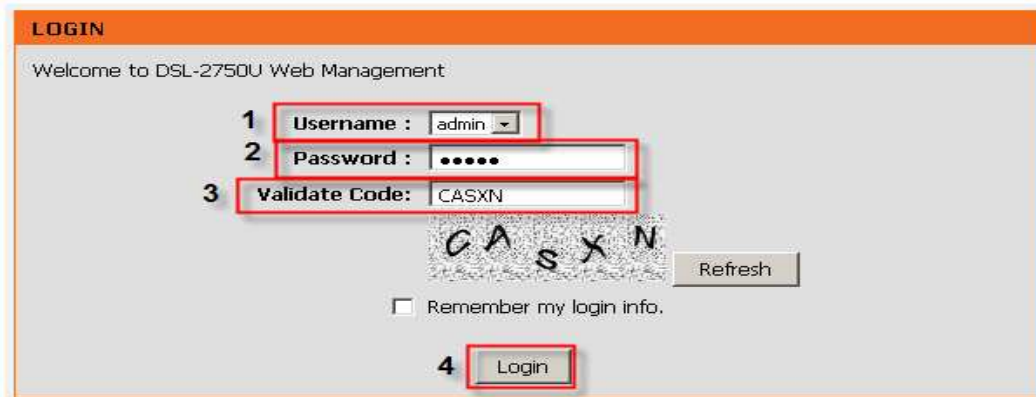 LOGIN
Welcome to DSL-2750U Web Management
1 Username : admin
2 Password : •••••
3 Validate Code: CASXN
CASXN
Refresh
Remember my login info.
4 Login